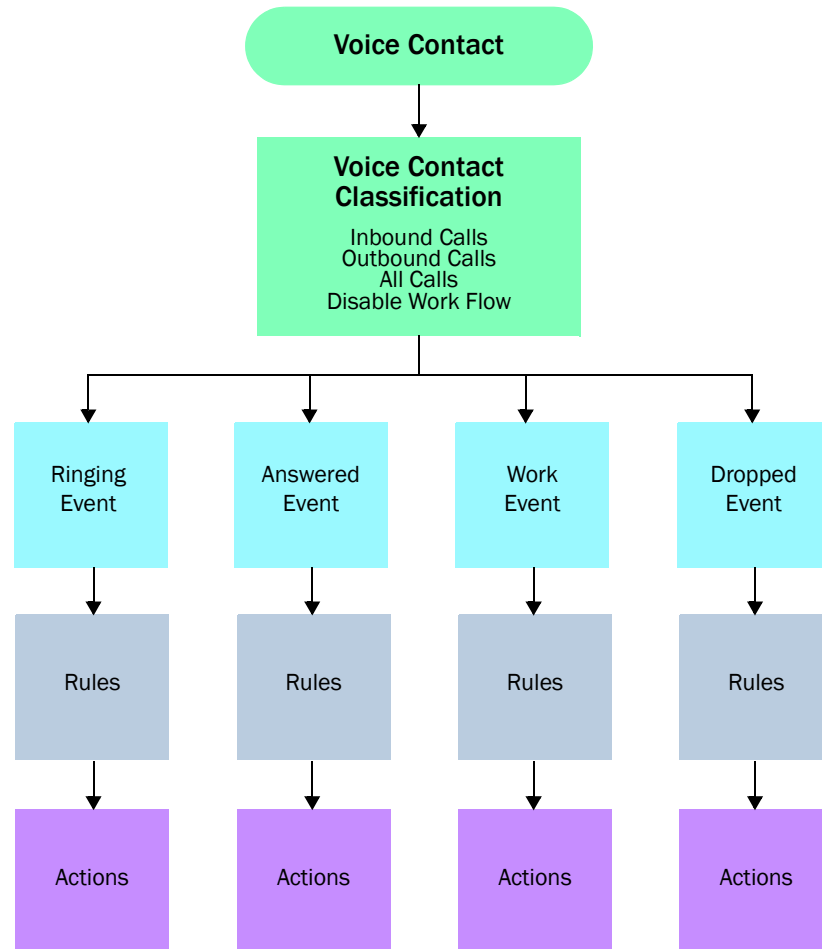 Voice Contact
Voice Contact
Classification
Inbound Calls
Outbound Calls
All Calls
Disable Work Flow
Ringing
Event
Answered
Event
Work
Event
Dropped
Event
Rules
Rules
Rules
Rules
Actions
Actions
Actions
Actions